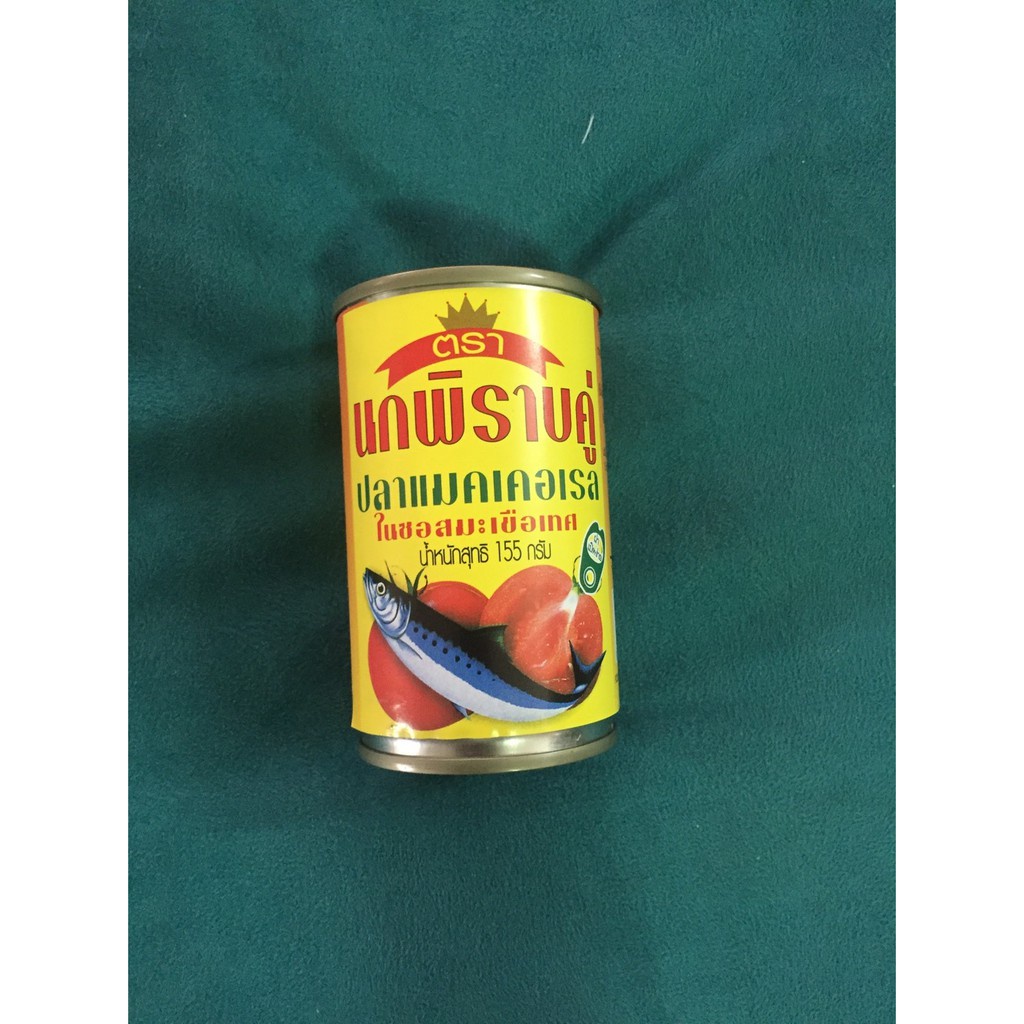 ตรา
นกพิราบคู่
ปลาแมคเคอเรล
ในซอสมะเขือเทศ
น้ำหนักสุทธิ 155 กรัม